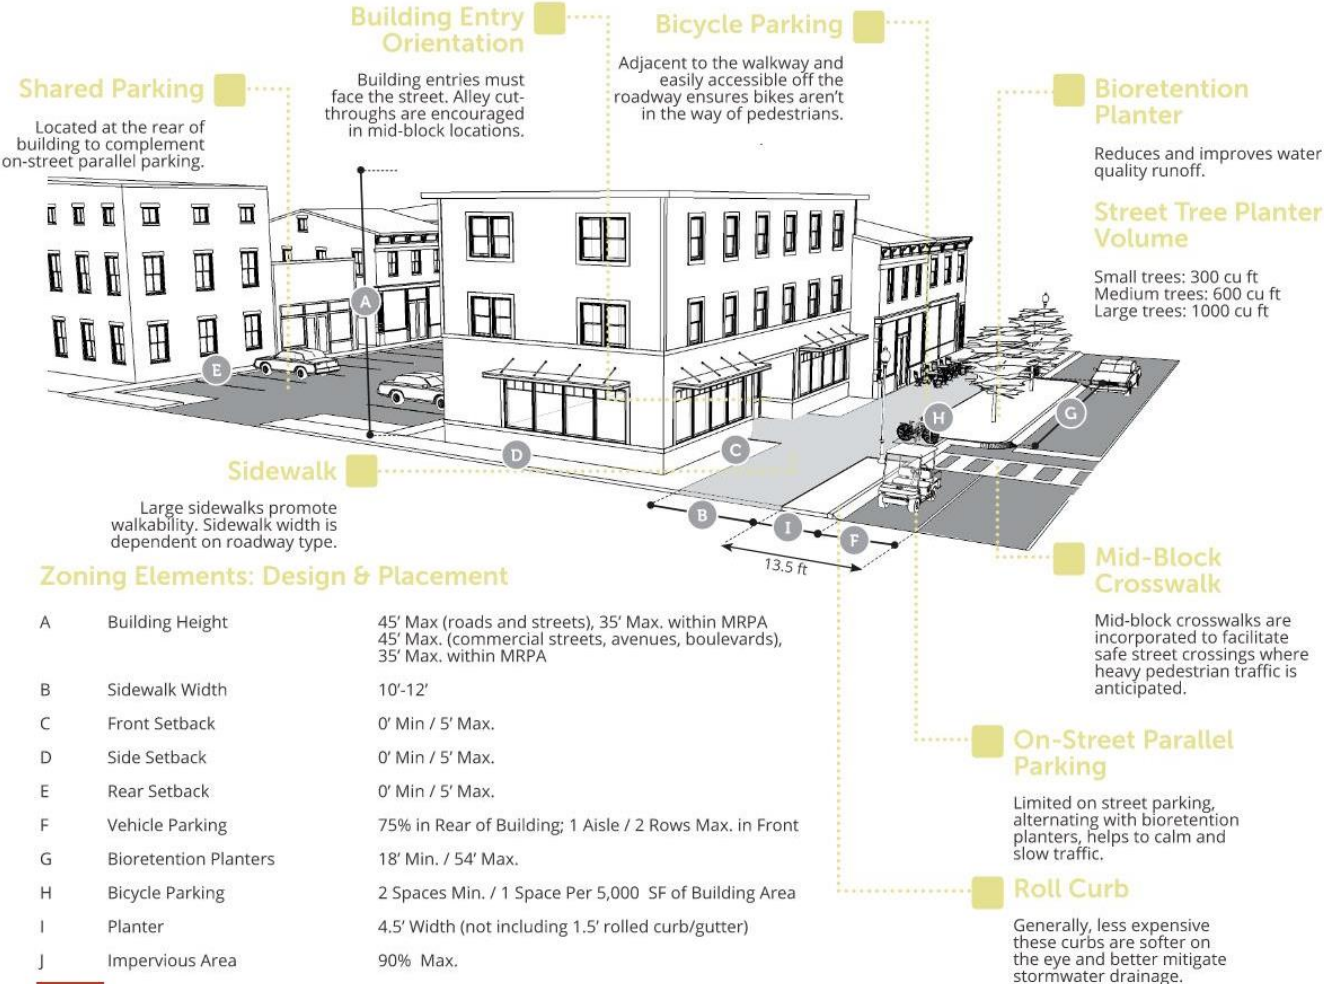 Building Entry
Orientation
Building entries must
face the street. Alley cut-
throughs are encouraged
in mid-block locations.
Bicycle Parking
Adjacent to the walkway and
easily accessible off the
roadway ensures bikes aren't
in the way of pedestrians.
Shared Parking
Located at the rear of
building to complement
on-street parallel parking.
Bioretention
Planter
Reduces and improves water
quality runoff.
Street Tree Planter
Volume
Small trees: 300 cu ft
Medium trees: 600 cu ft
Large trees: 1000 cu ft
A
E
H
G
D
C
B
I
F
13.5 ft
Sidewalk
Large sidewalks promote
walkability. Sidewalk width is
dependent on roadway type.
Mid-Block
Crosswalk
Mid-block crosswalks are
incorporated to facilitate
safe street crossings where
heavy pedestrian traffic is
anticipated.
On-Street Parallel
Parking
Limited on street parking,
alternating with bioretention
planters, helps to calm and
slow traffic.
Roll Curb
Generally, less expensive
these curbs are softer on
the eye and better mitigate
stormwater drainage.
Zoning Elements: Design & Placement
A Building Height 45' Max (roads and streets), 35' Max. within MRPA
45' Max. (commercial streets, avenues, boulevards),
35' Max. within MRPA
B Sidewalk Width 10'-12'
C Front Setback 0' Min / 5' Max.
D Side Setback 0' Min / 5' Max.
E Rear Setback 0' Min / 5' Max.
F Vehicle Parking 75% in Rear of Building; 1 Aisle / 2 Rows Max. in Front
G Bioretention Planters 18' Min. / 54' Max.
H Bicycle Parking 2 Spaces Min. / 1 Space Per 5,000 SF of Building Area
I Planter 4.5' Width (not including 1.5' rolled curb/gutter)
J Impervious Area 90% Max.